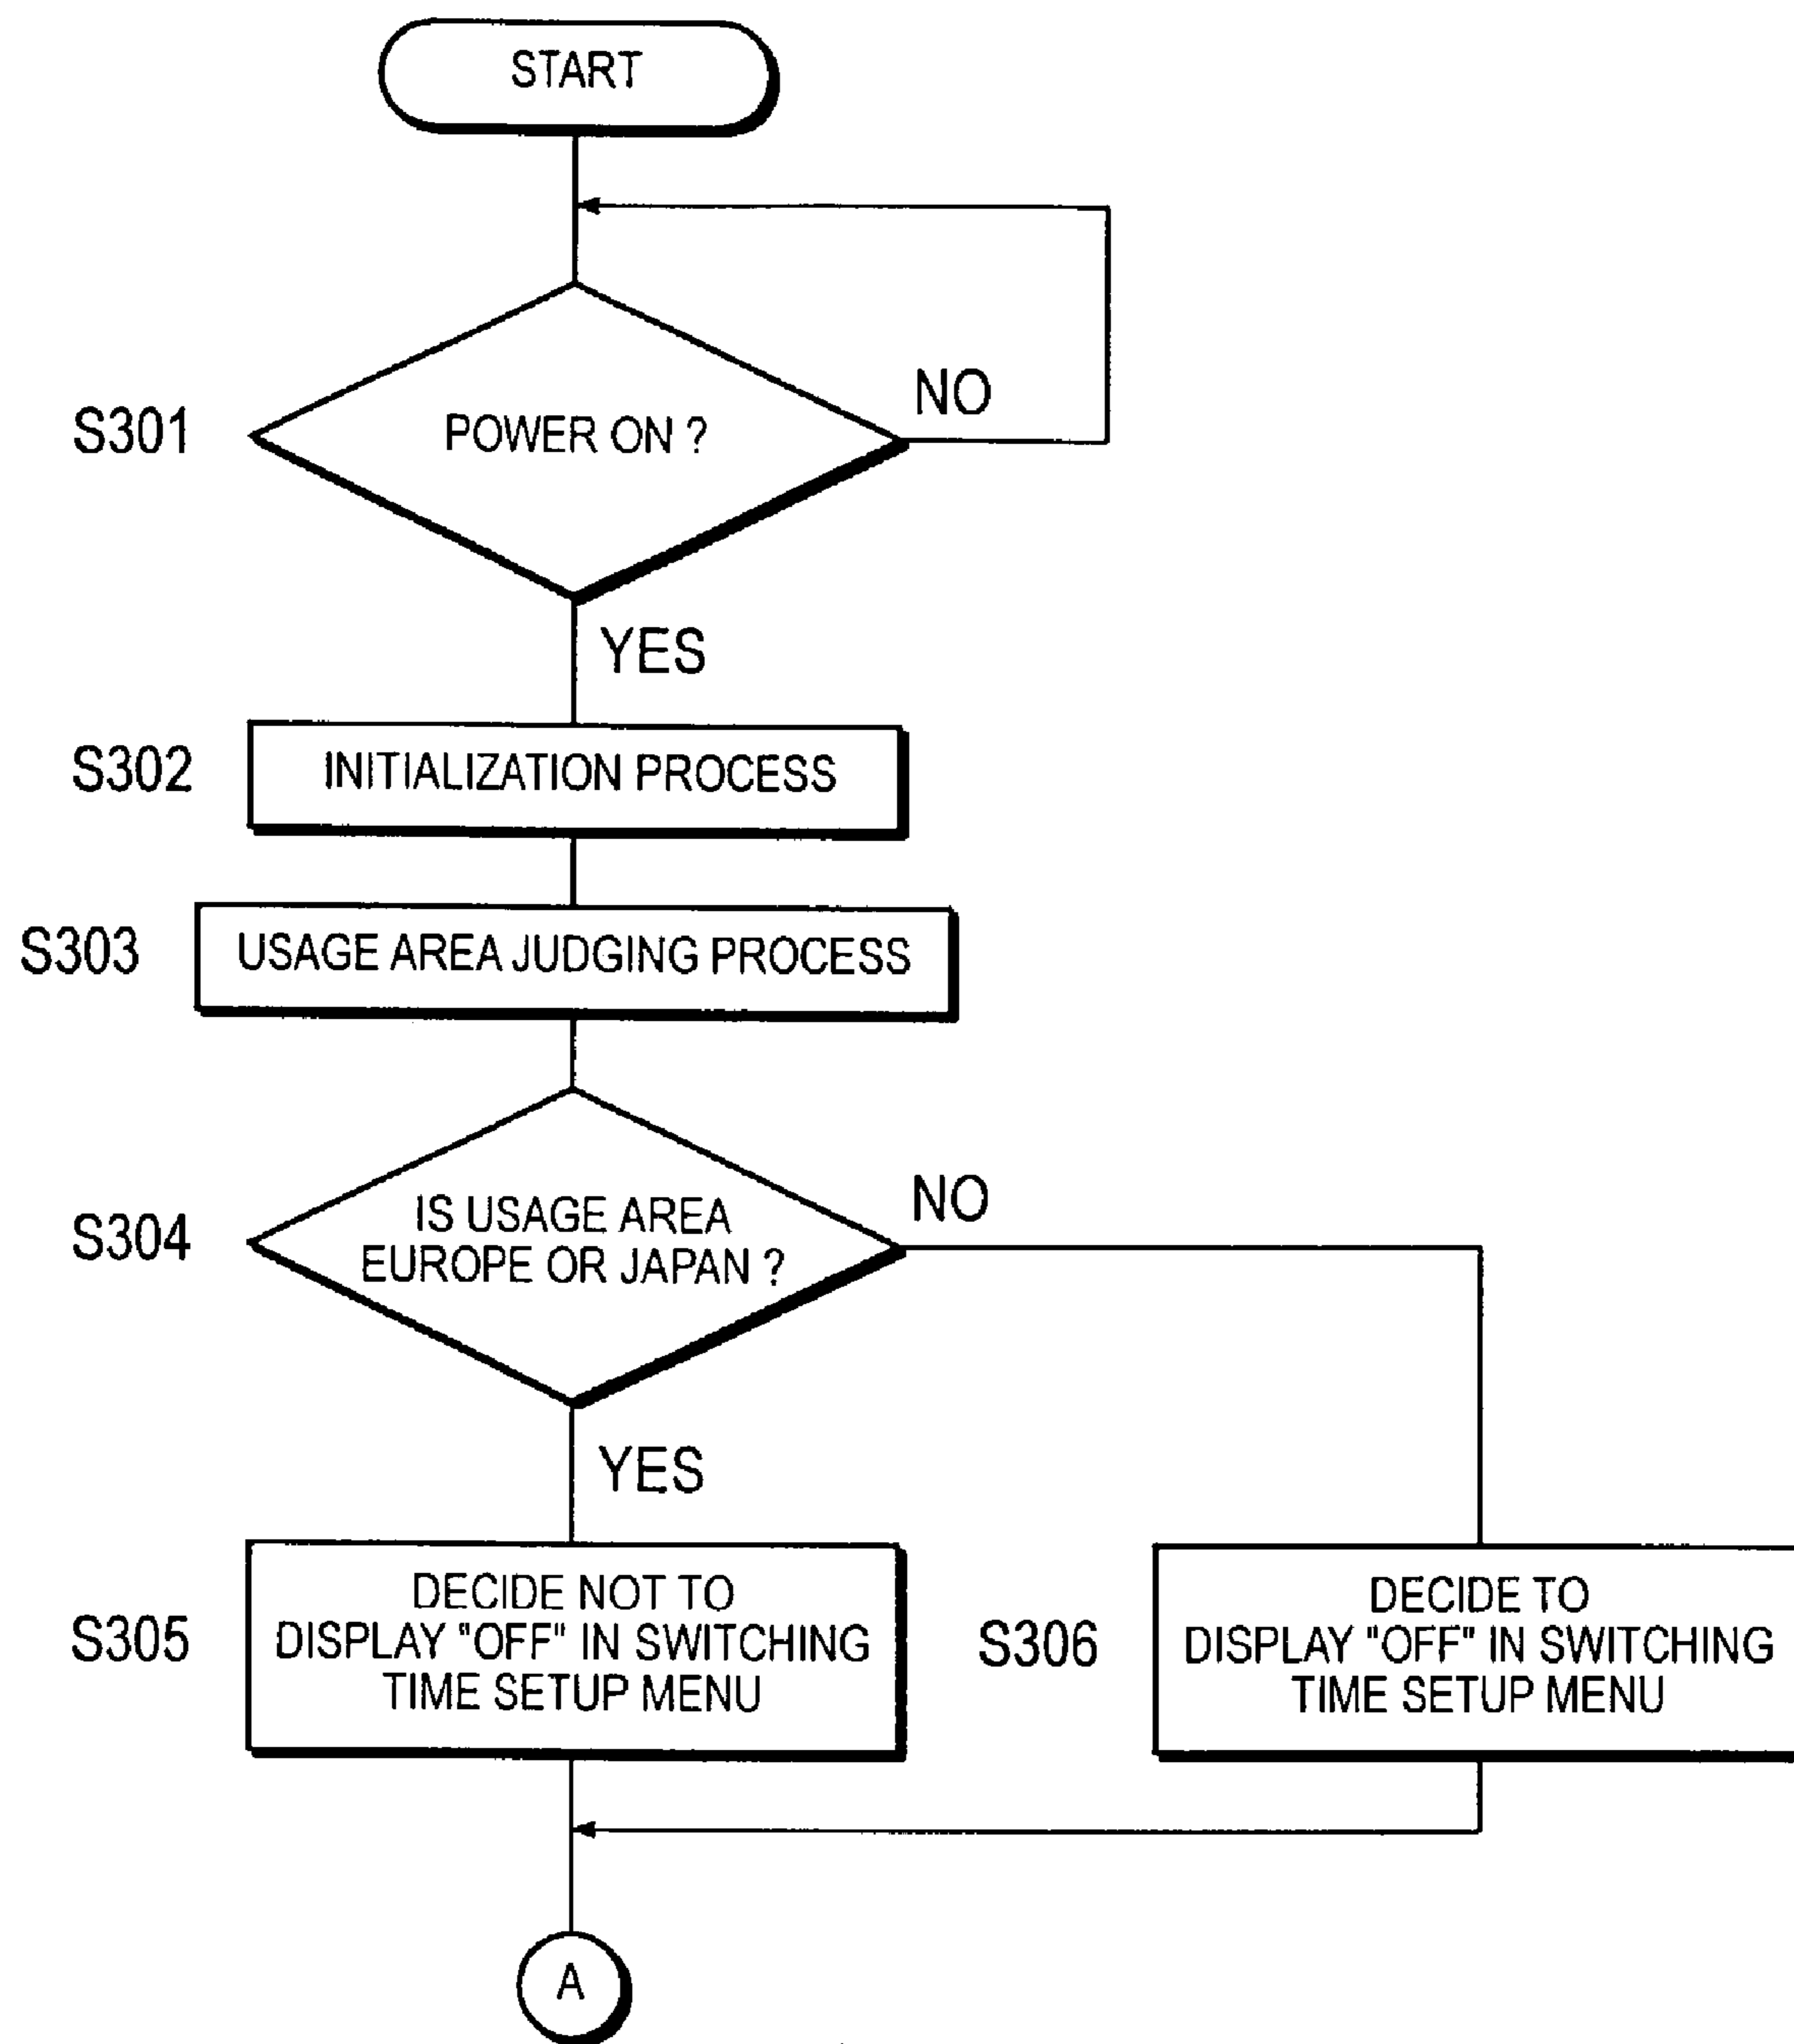 START
S301
POWER ON ?
NO
YES
S302
INITIALIZATION PROCESS
S303
USAGE AREA JUDGING PROCESS
S304
IS USAGE AREA
EUROPE OR JAPAN ?
NO
YES
S305
DECIDE NOT TO
DISPLAY "OFF" IN SWITCHING
TIME SETUP MENU
S306
DECIDE TO
DISPLAY "OFF" IN SWITCHING
TIME SETUP MENU
A